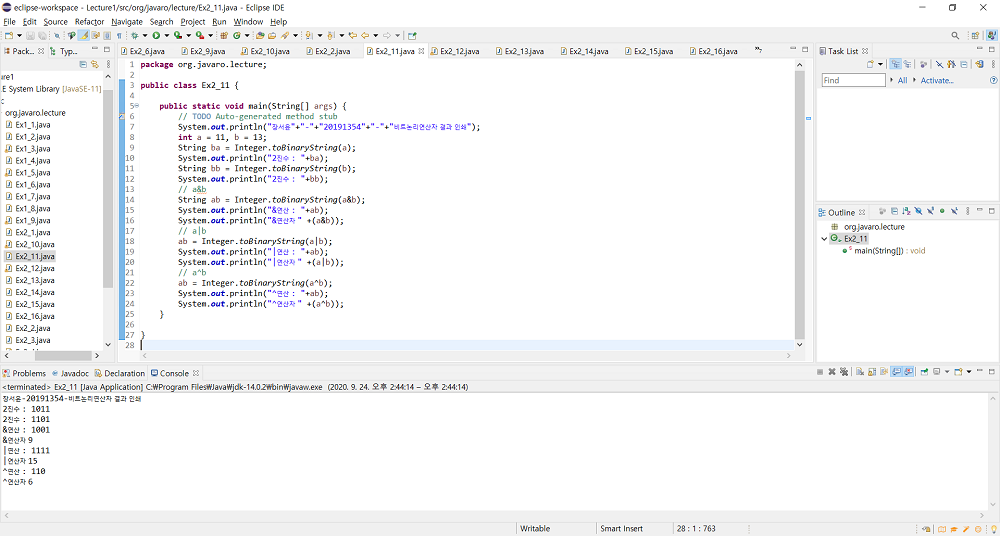 eclipse-workspace - Lecture1/src/org/javaro/lecture/Ex2_11.java - Eclipse IDE
File Edit Source Refactor Navigate Search Project Run Window Help
Pac... Typ...
Ex2_6.java Ex2_9.java Ex2_10.java Ex2_2.java Ex2_11.java Ex2_12.java Ex2_13.java Ex2_14.java Ex2_15.java Ex2_16.java
Task List
Find All Activate...
ure1
E System Library [JavaSE-11]
c
org.javaro.lecture
Ex1_1.java
Ex1_2.java
Ex1_3.java
Ex1_4.java
Ex1_5.java
Ex1_6.java
Ex1_7.java
Ex1_8.java
Ex1_9.java
Ex2_1.java
Ex2_10.java
Ex2_11.java
Ex2_12.java
Ex2_13.java
Ex2_14.java
Ex2_15.java
Ex2_16.java
Ex2_2.java
Ex2_3.java
1 package org.javaro.lecture;
2
3 public class Ex2_11 {
4
5 public static void main(String[] args) {
6 // TODO Auto-generated method stub
7 System.out.println("장서윤"+"-"+"20191354"+"-"+"비트논리연산자 결과 인쇄");
8 int a = 11, b = 13;
9 String ba = Integer.toBinaryString(a);
10 System.out.println("2진수 : "+ba);
11 String bb = Integer.toBinaryString(b);
12 System.out.println("2진수 : "+bb);
13 // a&b
14 String ab = Integer.toBinaryString(a&b);
15 System.out.println("&연산 : "+ab);
16 System.out.println("&연산자 " +(a&b));
17 // a|b
18 ab = Integer.toBinaryString(a|b);
19 System.out.println("|연산 : "+ab);
20 System.out.println("|연산자 " +(a|b));
21 // a^b
22 ab = Integer.toBinaryString(a^b);
23 System.out.println("^연산 : "+ab);
24 System.out.println("^연산자 " +(a^b));
25 }
26
27 }
28
Outline
org.javaro.lecture
Ex2_11
main(String[]) : void
Problems Javadoc Declaration Console
<terminated> Ex2_11 [Java Application] C:₩Program Files₩Java₩jdk-14.0.2₩bin₩javaw.exe (2020. 9. 24. 오후 2:44:14 – 오후 2:44:14)
장서윤-20191354-비트논리연산자 결과 인쇄
2진수 : 1011
2진수 : 1101
&연산 : 1001
&연산자 9
|연산 : 1111
|연산자 15
^연산 : 110
^연산자 6
Writable Smart Insert 28 : 1 : 763